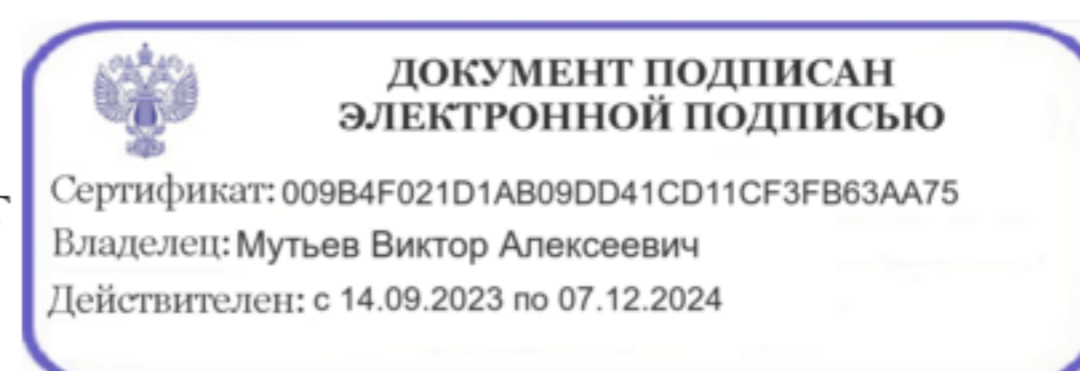 ДОКУМЕНТ ПОДПИСАН
ЭЛЕКТРОННОЙ ПОДПИСЬЮ
Сертификат: 009B4F021D1AB09DD41CD11CF3FB63AA75
Владелец: Мутьев Виктор Алексеевич
Действителен: с 14.09.2023 по 07.12.2024